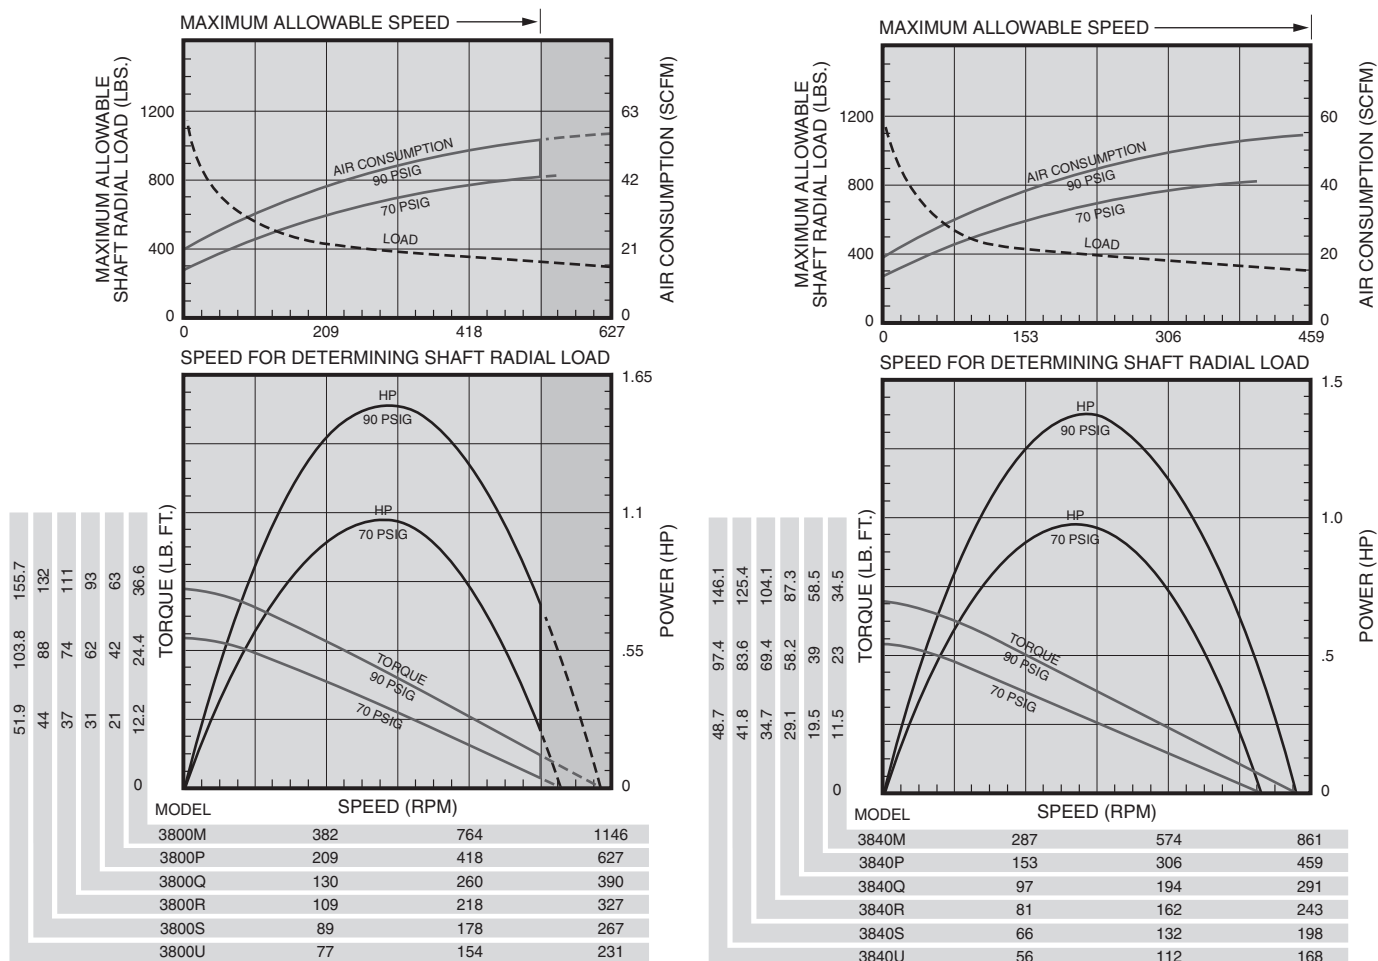 MAXIMUM ALLOWABLE SPEED
MAXIMUM ALLOWABLE
SHAFT RADIAL LOAD (LBS.)
1200
800
400
0
AIR CONSUMPTION
90 PSIG
70 PSIG
LOAD
63
42
21
0
AIR CONSUMPTION (SCFM)
0 209 418 627
SPEED FOR DETERMINING SHAFT RADIAL LOAD
HP
90 PSIG
HP
70 PSIG
TORQUE
90 PSIG
70 PSIG
1.65
1.1
.55
0
POWER (HP)
TORQUE (LB. FT.)
155.7 132 111 93 63 36.6
103.8 88 74 62 42 24.4
51.9 44 37 31 21 12.2
0
MODEL SPEED (RPM)
3800M 382 764 1146
3800P 209 418 627
3800Q 130 260 390
3800R 109 218 327
3800S 89 178 267
3800U 77 154 231
MAXIMUM ALLOWABLE SPEED
MAXIMUM ALLOWABLE
SHAFT RADIAL LOAD (LBS.)
1200
800
400
0
AIR CONSUMPTION
90 PSIG
70 PSIG
LOAD
60
40
20
0
AIR CONSUMPTION (SCFM)
0 153 306 459
SPEED FOR DETERMINING SHAFT RADIAL LOAD
HP
90 PSIG
HP
70 PSIG
TORQUE
90 PSIG
70 PSIG
1.5
1.0
.5
0
POWER (HP)
TORQUE (LB. FT.)
146.1 125.4 104.1 87.3 58.5 34.5
97.4 83.6 69.4 58.2 39 23
48.7 41.8 34.7 29.1 19.5 11.5
0
MODEL SPEED (RPM)
3840M 287 574 861
3840P 153 306 459
3840Q 97 194 291
3840R 81 162 243
3840S 66 132 198
3840U 56 112 168